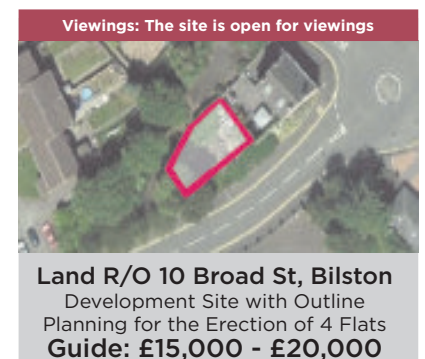 Viewings: The site is open for viewings
Land R/O 10 Broad St, Bilston
Development Site with Outline
Planning for the Erection of 4 Flats
Guide: £15,000 - £20,000